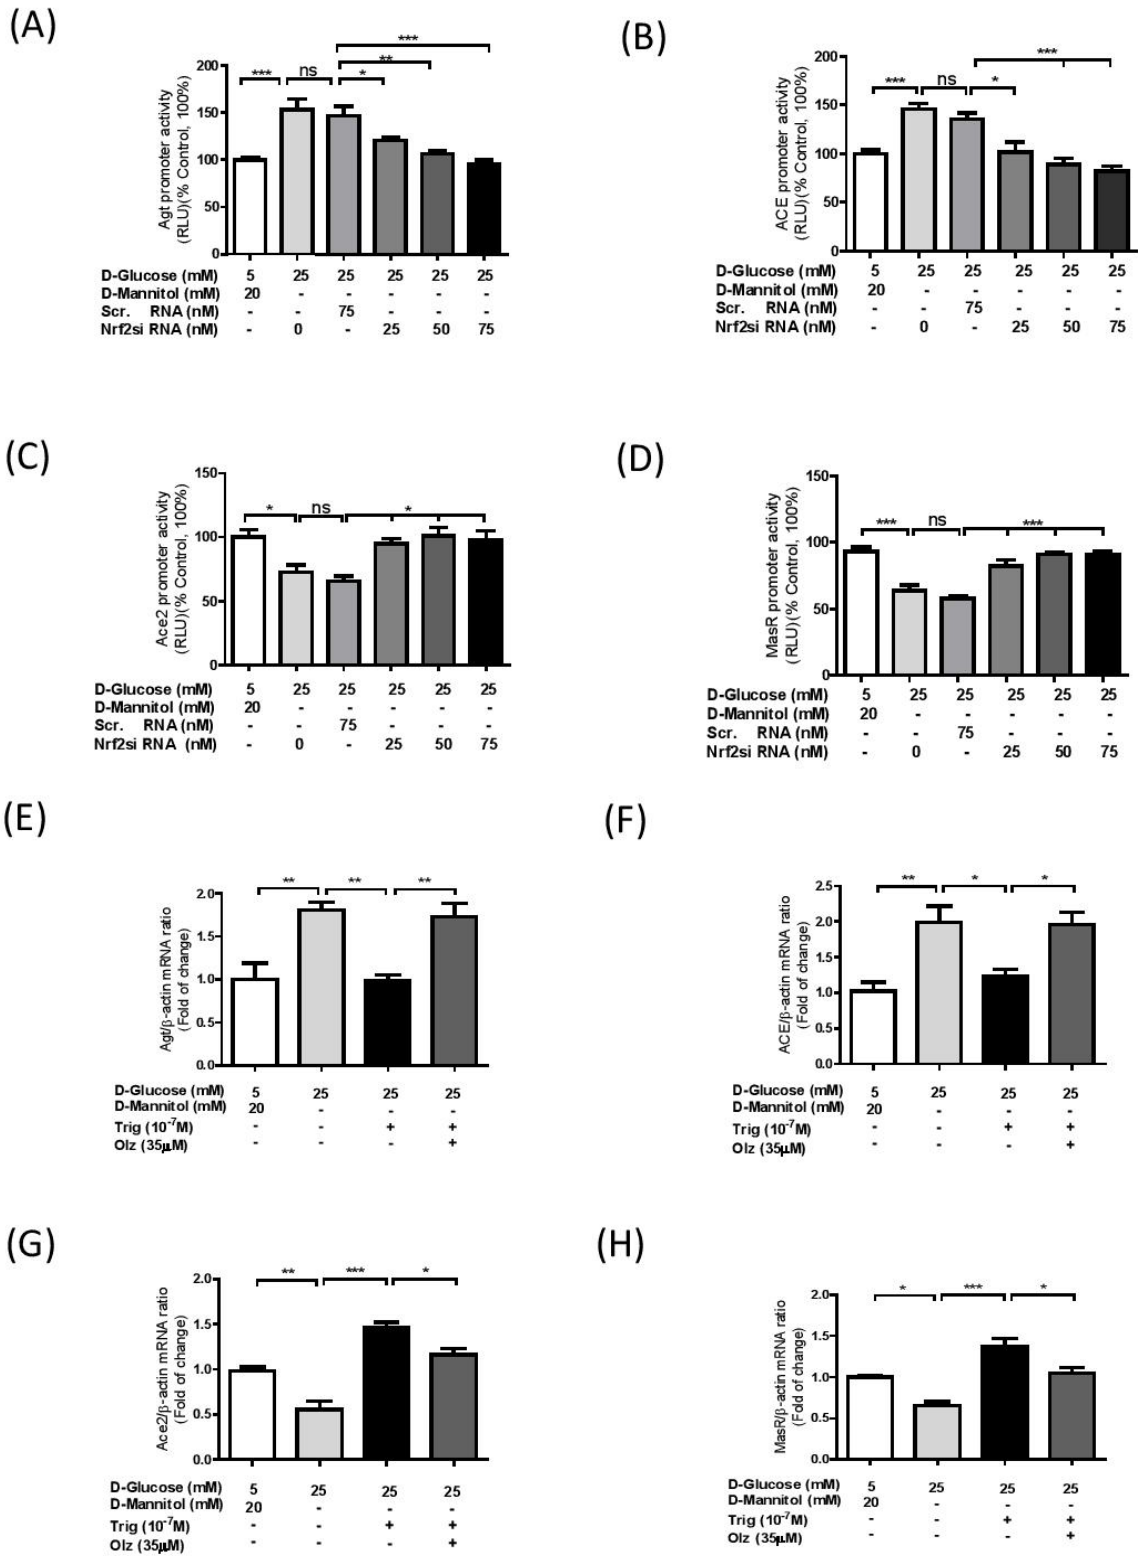 (A)
Agt promoter activity
(RLU)(% Control, 100%)
200
150
100
50
0
*** ns * ** ***
D-Glucose (mM) 5 25 25 25 25 25
D-Mannitol (mM) 20 - - - - -
Scr. RNA (nM) - - 75 - - -
Nrf2si RNA (nM) - 0 - 25 50 75
(B)
ACE promoter activity
(RLU)(% Control, 100%)
200
150
100
50
0
*** ns * ***
D-Glucose (mM) 5 25 25 25 25 25
D-Mannitol (mM) 20 - - - - -
Scr. RNA (nM) - - 75 - - -
Nrf2si RNA (nM) - 0 - 25 50 75
(C)
Ace2 promoter activity
(RLU)(% Control, 100%)
150
100
50
0
* ns *
D-Glucose (mM) 5 25 25 25 25 25
D-Mannitol (mM) 20 - - - - -
Scr. RNA (nM) - - 75 - - -
Nrf2si RNA (nM) - 0 - 25 50 75
(D)
MasR promoter activity
(RLU)(% Control, 100%)
150
100
50
0
*** ns ***
D-Glucose (mM) 5 25 25 25 25 25
D-Mannitol (mM) 20 - - - - -
Scr. RNA (nM) - - 75 - - -
Nrf2si RNA (nM) - 0 - 25 50 75
(E)
Agt/β-actin mRNA ratio
(Fold of change)
2.0
1.5
1.0
0.5
0.0
** ** **
D-Glucose (mM) 5 25 25 25
D-Mannitol (mM) 20 - - -
Trig (10⁻⁷M) - - + +
Olz (35μM) - - - +
(F)
ACE/β-actin mRNA ratio
(Fold of change)
2.5
2.0
1.5
1.0
0.5
0.0
** * *
D-Glucose (mM) 5 25 25 25
D-Mannitol (mM) 20 - - -
Trig (10⁻⁷M) - - + +
Olz (35μM) - - - +
(G)
Ace2/β-actin mRNA ratio
(Fold of change)
2.0
1.5
1.0
0.5
0.0
** *** *
D-Glucose (mM) 5 25 25 25
D-Mannitol (mM) 20 - - -
Trig (10⁻⁷M) - - + +
Olz (35μM) - - - +
(H)
MasR/β-actin mRNA ratio
(Fold of change)
2.0
1.5
1.0
0.5
0.0
* *** *
D-Glucose (mM) 5 25 25 25
D-Mannitol (mM) 20 - - -
Trig (10⁻⁷M) - - + +
Olz (35μM) - - - +